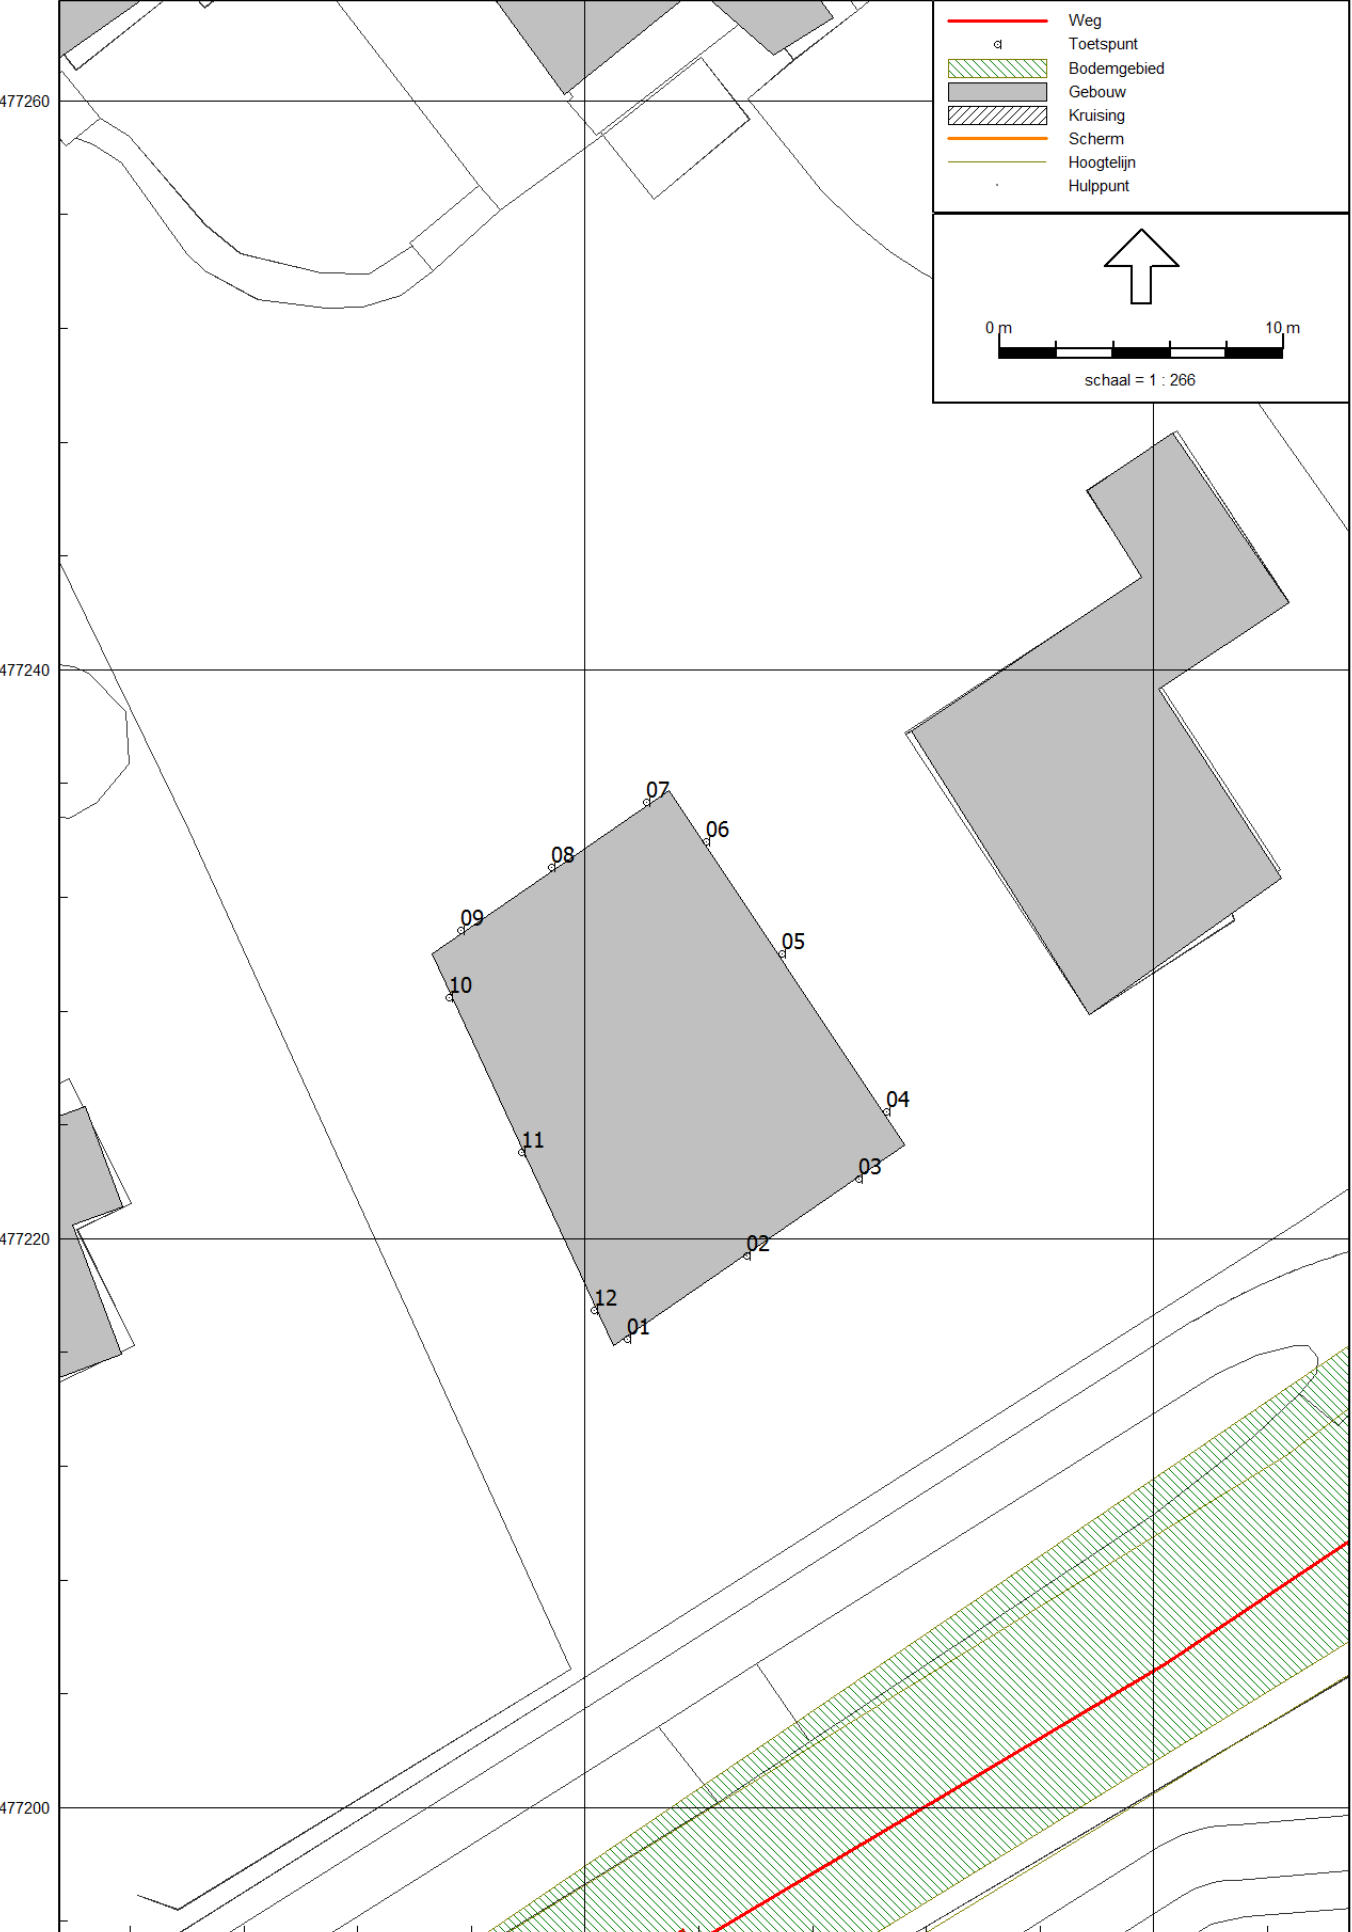 Weg
Toetspunt
Bodemgebied
Gebouw
Kruising
Scherm
Hoogtelijn
Hulppunt
0 m 10 m
schaal = 1 : 266
477260
477240
477220
477200
07
06
08
09
05
10
04
11
03
02
12
01